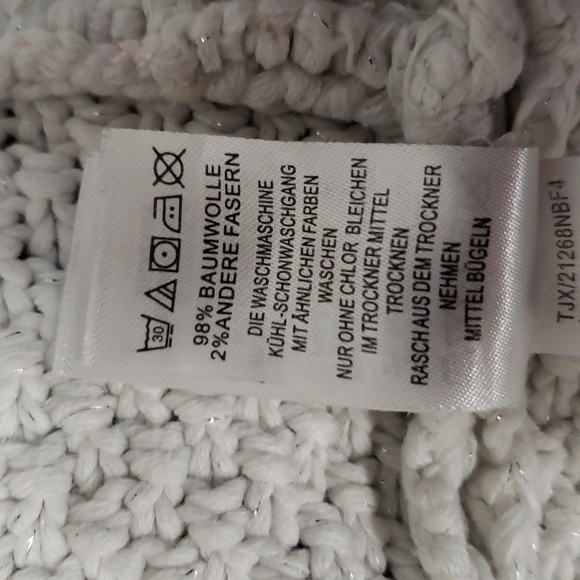 30
98% BAUMWOLLE
2%ANDERE FASERN
DIE WASCHMASCHINE
KÜHL-SCHONWASCHGANG
MIT ÄHNLICHEN FARBEN
WASCHEN
NUR OHNE CHLOR BLEICHEN
IM TROCKNER MITTEL
TROCKNEN
RASCH AUS DEM TROCKNER
NEHMEN
MITTEL BÜGELN
TJX/21268NBF4